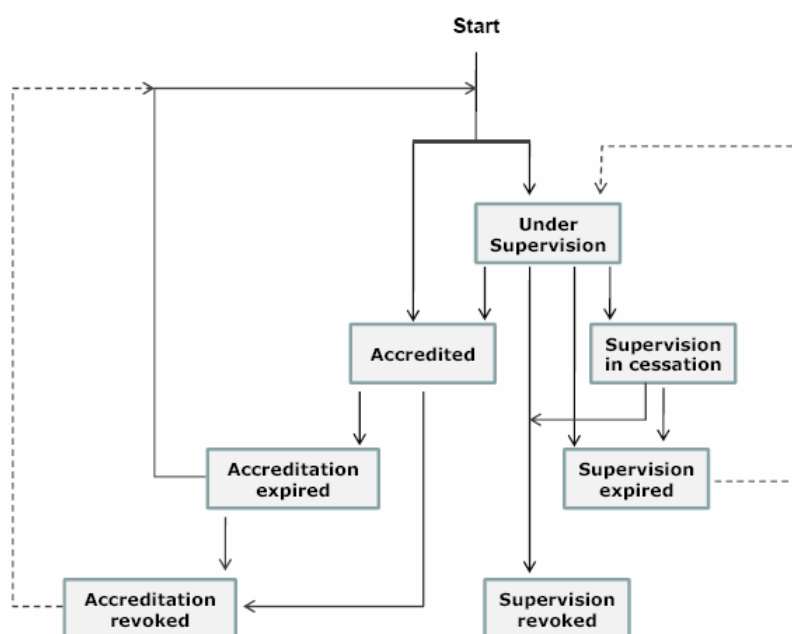 Start
Under
Supervision
Accredited
Supervision
in cessation
Accreditation
expired
Supervision
expired
Accreditation
revoked
Supervision
revoked